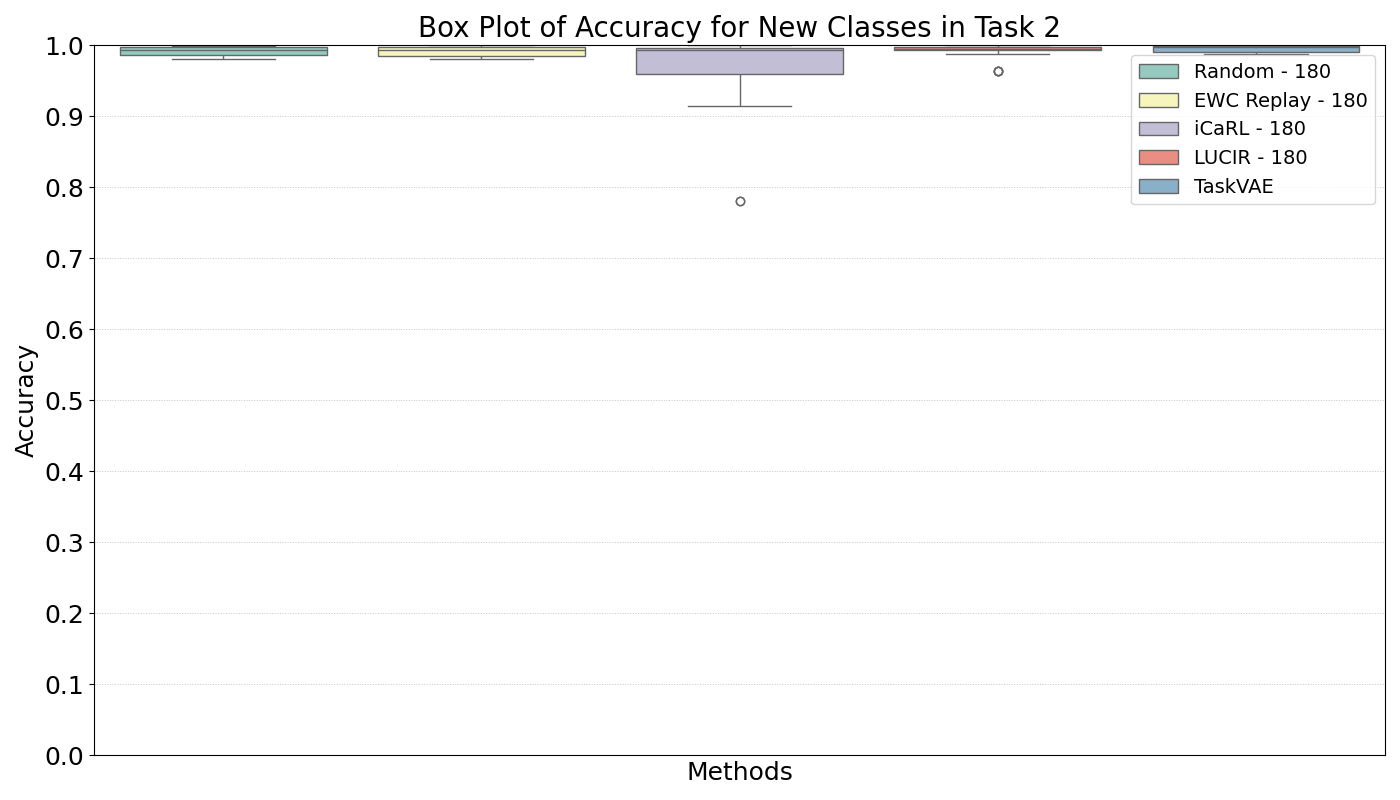 Box Plot of Accuracy for New Classes in Task 2
1.0
0.9
0.8
0.7
0.6
0.5
0.4
0.3
0.2
0.1
0.0
Accuracy
Methods
Random - 180
EWC Replay - 180
iCaRL - 180
LUCIR - 180
TaskVAE